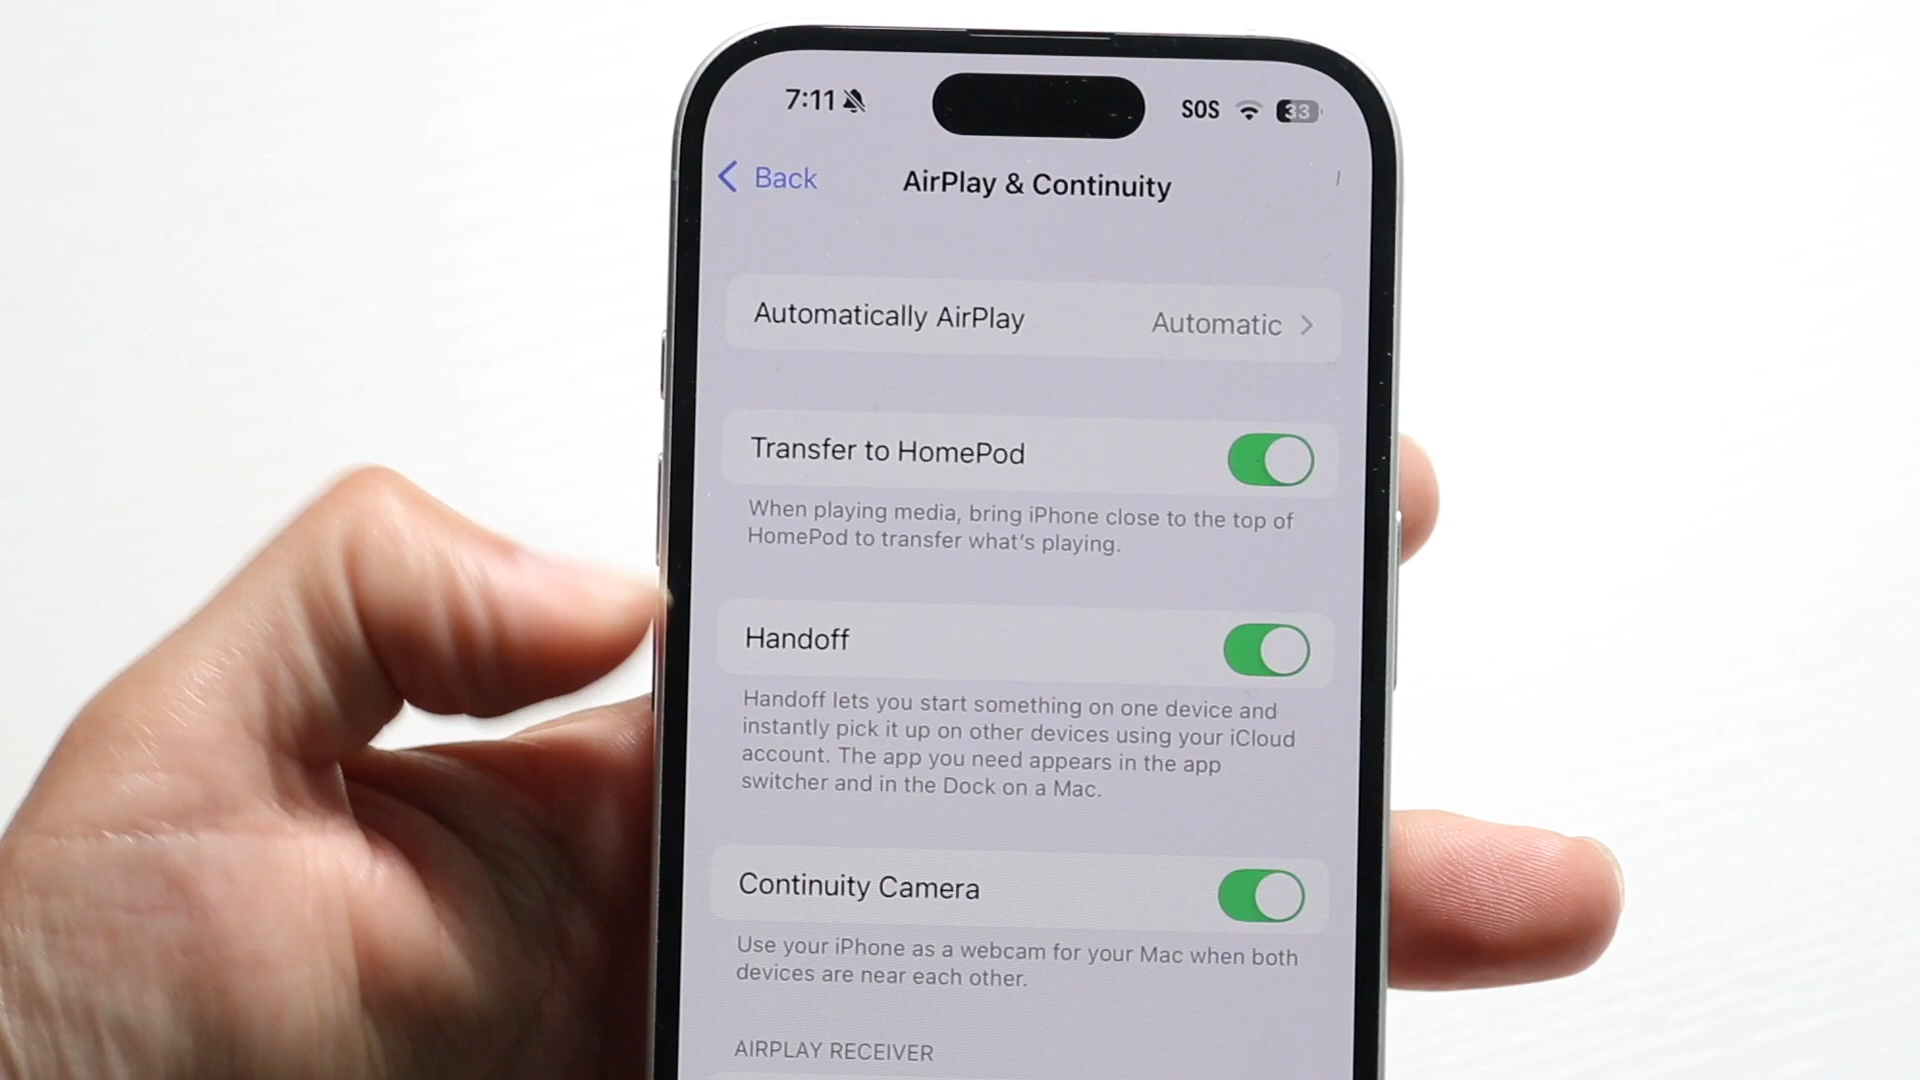 7:11
SOS 33
Back
AirPlay & Continuity
Automatically AirPlay
Automatic
Transfer to HomePod
When playing media, bring iPhone close to the top of
HomePod to transfer what's playing.
Handoff
Handoff lets you start something on one device and
instantly pick it up on other devices using your iCloud
account. The app you need appears in the app
switcher and in the Dock on a Mac.
Continuity Camera
Use your iPhone as a webcam for your Mac when both
devices are near each other.
AIRPLAY RECEIVER